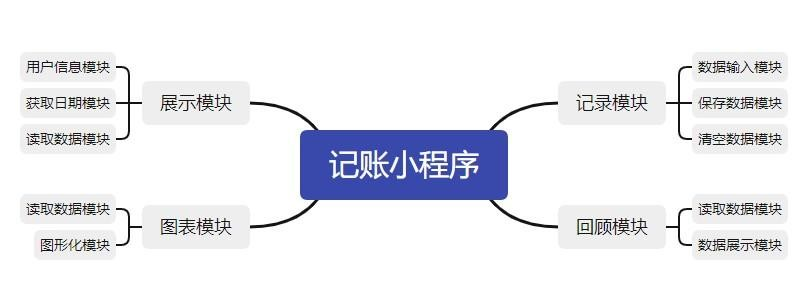 记账小程序
展示模块
用户信息模块
获取日期模块
读取数据模块
图表模块
读取数据模块
图形化模块
记录模块
数据输入模块
保存数据模块
清空数据模块
回顾模块
读取数据模块
数据展示模块